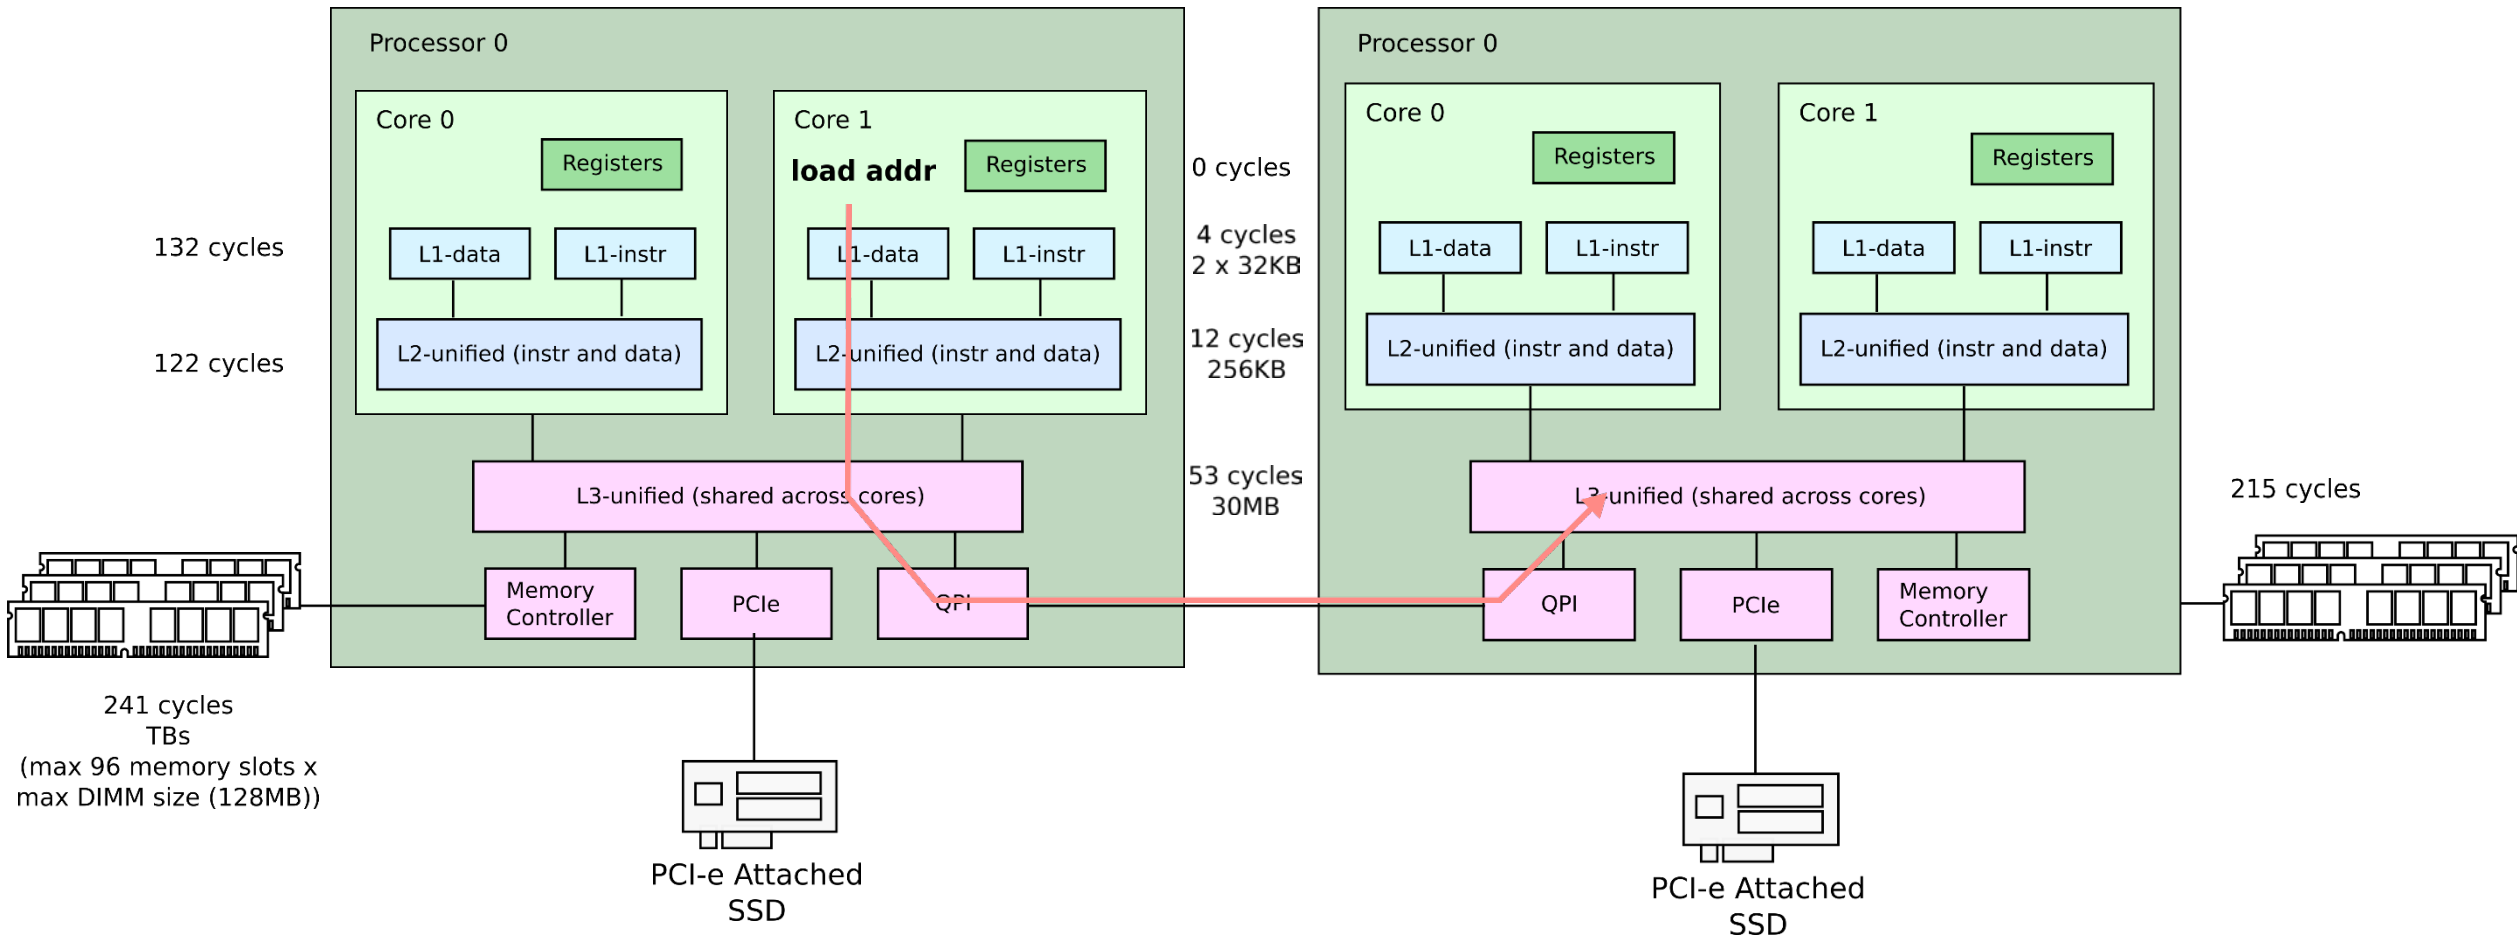 Processor 0
Core 0
Registers
132 cycles
L1-data
L1-instr
122 cycles
L2-unified (instr and data)
Core 1
load addr
Registers
L1-data
L1-instr
L2-unified (instr and data)
0 cycles
4 cycles
2 x 32KB
12 cycles
256KB
53 cycles
30MB
L3-unified (shared across cores)
Memory
Controller
PCIe
QPI
241 cycles
TBs
(max 96 memory slots x
max DIMM size (128MB))
PCI-e Attached
SSD
Processor 0
Core 0
Registers
L1-data
L1-instr
L2-unified (instr and data)
Core 1
Registers
L1-data
L1-instr
L2-unified (instr and data)
L3-unified (shared across cores)
215 cycles
QPI
PCIe
Memory
Controller
PCI-e Attached
SSD